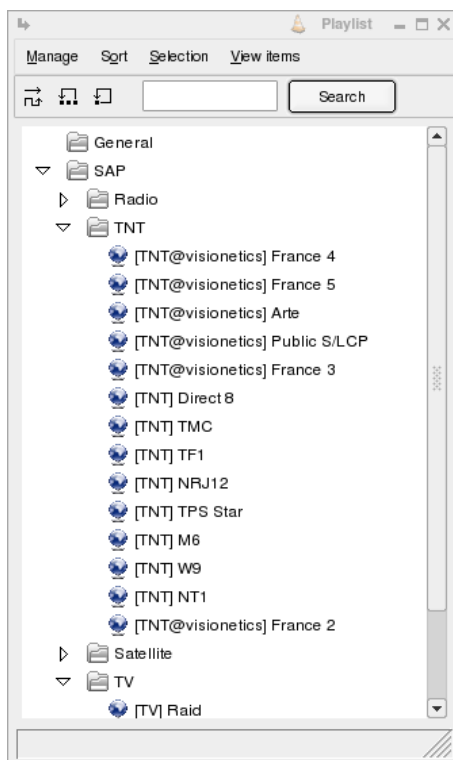 Playlist
Manage Sort Selection View items
Search
General
SAP
Radio
TNT
[TNT@visionetics] France 4
[TNT@visionetics] France 5
[TNT@visionetics] Arte
[TNT@visionetics] Public S/LCP
[TNT@visionetics] France 3
[TNT] Direct 8
[TNT] TMC
[TNT] TF1
[TNT] NRJ12
[TNT] TPS Star
[TNT] M6
[TNT] W9
[TNT] NT1
[TNT@visionetics] France 2
Satellite
TV
[TV] Raid